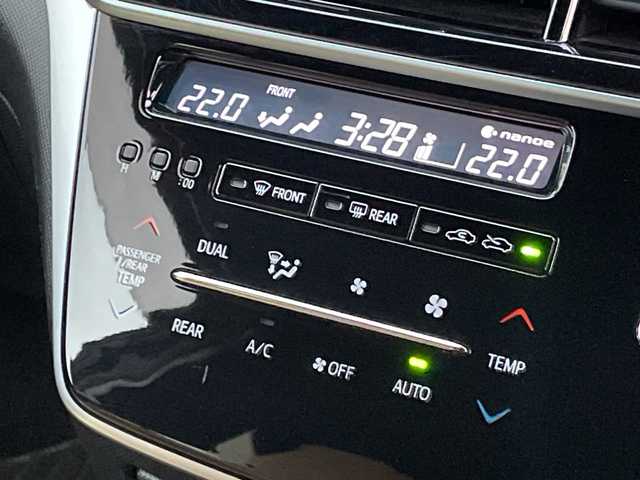 FRONT
22.0 3:28 nanoe 22.0
H M :00
FRONT REAR
DUAL
PASSENGER
/REAR
TEMP
REAR A/C OFF AUTO TEMP